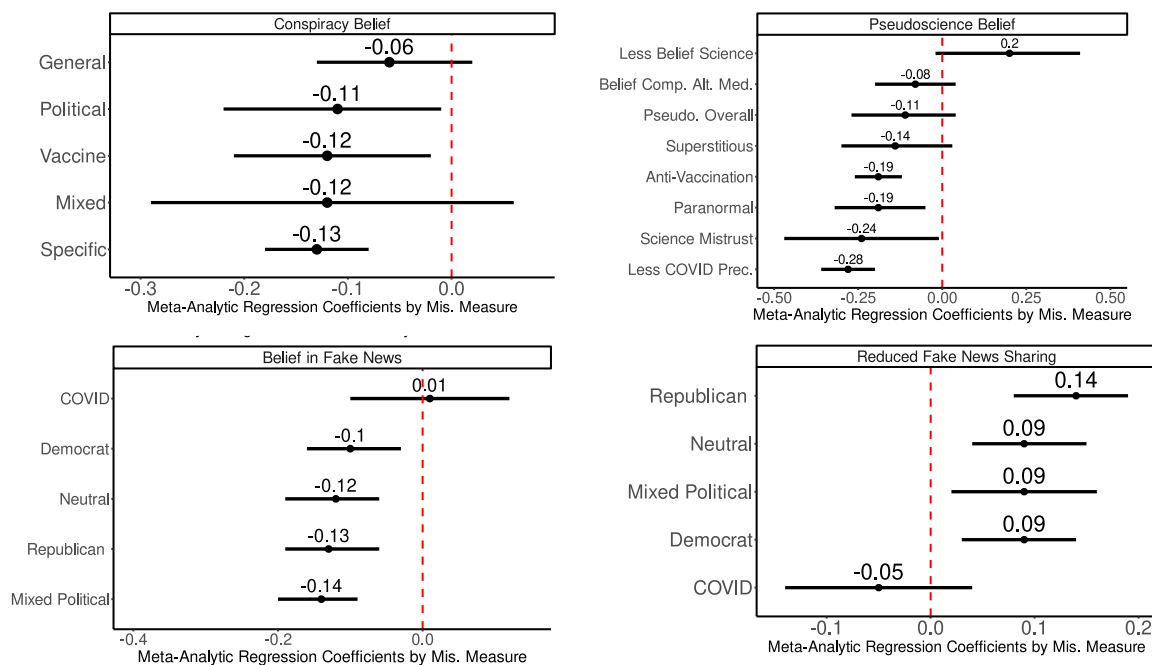 Conspiracy Belief
General
-0.06
Political
-0.11
Vaccine
-0.12
Mixed
-0.12
Specific
-0.13
-0.3 -0.2 -0.1 0.0
Meta-Analytic Regression Coefficients by Mis. Measure
Pseudoscience Belief
Less Belief Science
0.2
Belief Comp. Alt. Med.
-0.08
Pseudo. Overall
-0.11
Superstitious
-0.14
Anti-Vaccination
-0.19
Paranormal
-0.19
Science Mistrust
-0.24
Less COVID Prec.
-0.28
-0.50 -0.25 0.00 0.25 0.50
Meta-Analytic Regression Coefficients by Mis. Measure
Belief in Fake News
COVID
0.01
Democrat
-0.1
Neutral
-0.12
Republican
-0.13
Mixed Political
-0.14
-0.4 -0.2 0.0
Meta-Analytic Regression Coefficients by Mis. Measure
Reduced Fake News Sharing
Republican
0.14
Neutral
0.09
Mixed Political
0.09
Democrat
0.09
COVID
-0.05
-0.1 0.0 0.1 0.2
Meta-Analytic Regression Coefficients by Mis. Measure